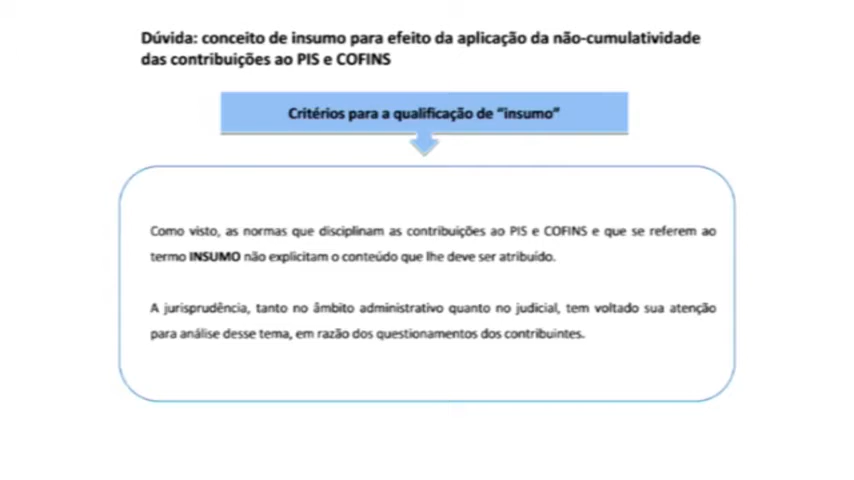 Dúvida: conceito de insumo para efeito da aplicação da não-cumulatividade
das contribuições ao PIS e COFINS
Critérios para a qualificação de “insumo”
Como visto, as normas que disciplinam as contribuições ao PIS e COFINS e que se referem ao
termo INSUMO não explicitam o conteúdo que lhe deve ser atribuído.
A jurisprudência, tanto no âmbito administrativo quanto no judicial, tem voltado sua atenção
para análise desse tema, em razão dos questionamentos dos contribuintes.